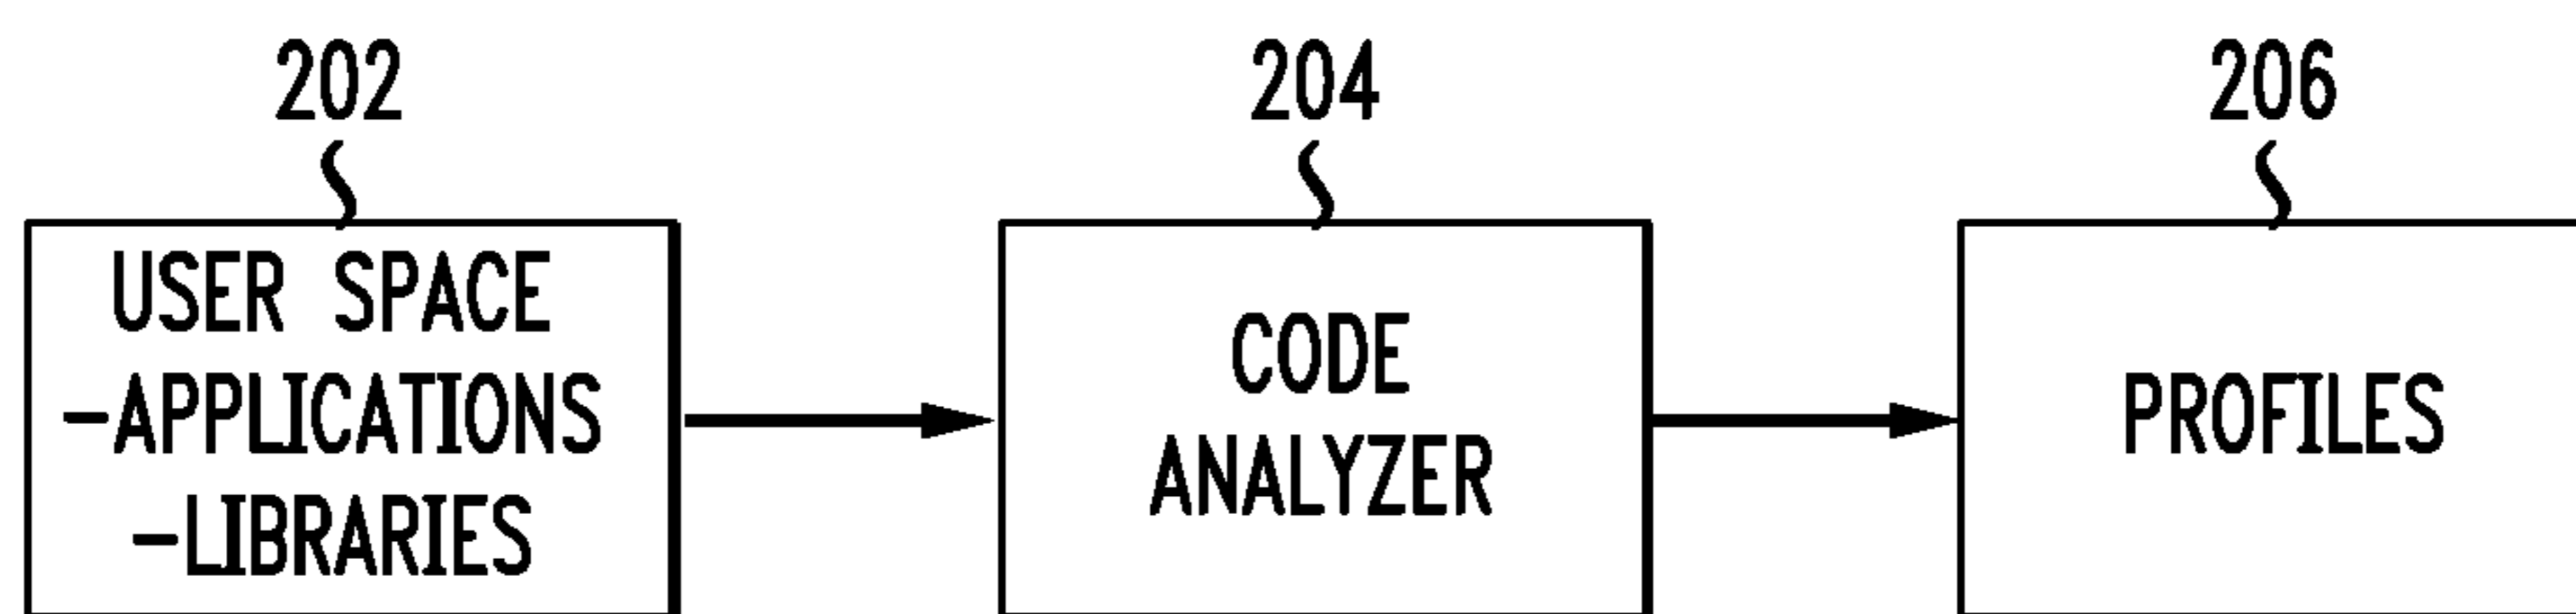 202
204
206
USER SPACE
-APPLICATIONS
-LIBRARIES
CODE
ANALYZER
PROFILES